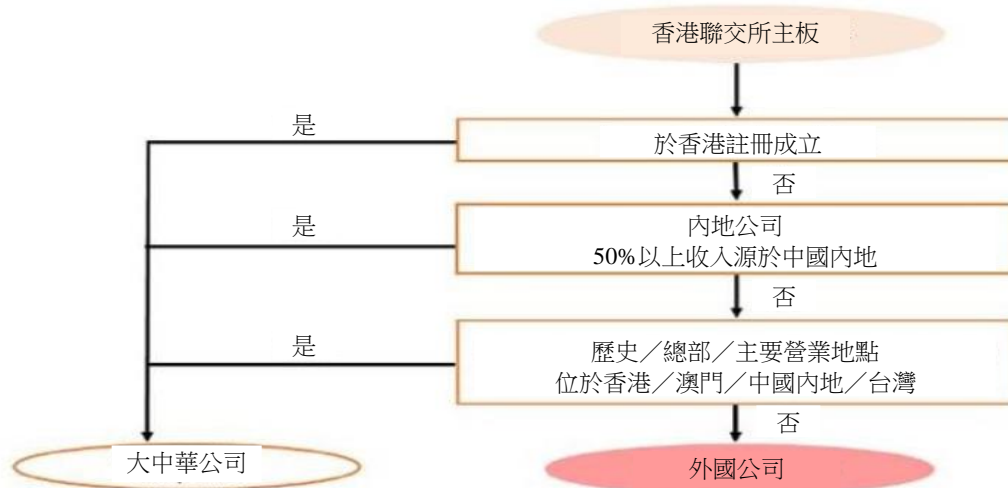 香港聯交所主板
是
於香港註冊成立
否
是
內地公司
50%以上收入源於中國內地
否
是
歷史／總部／主要營業地點
位於香港／澳門／中國內地／台灣
否
大中華公司
外國公司